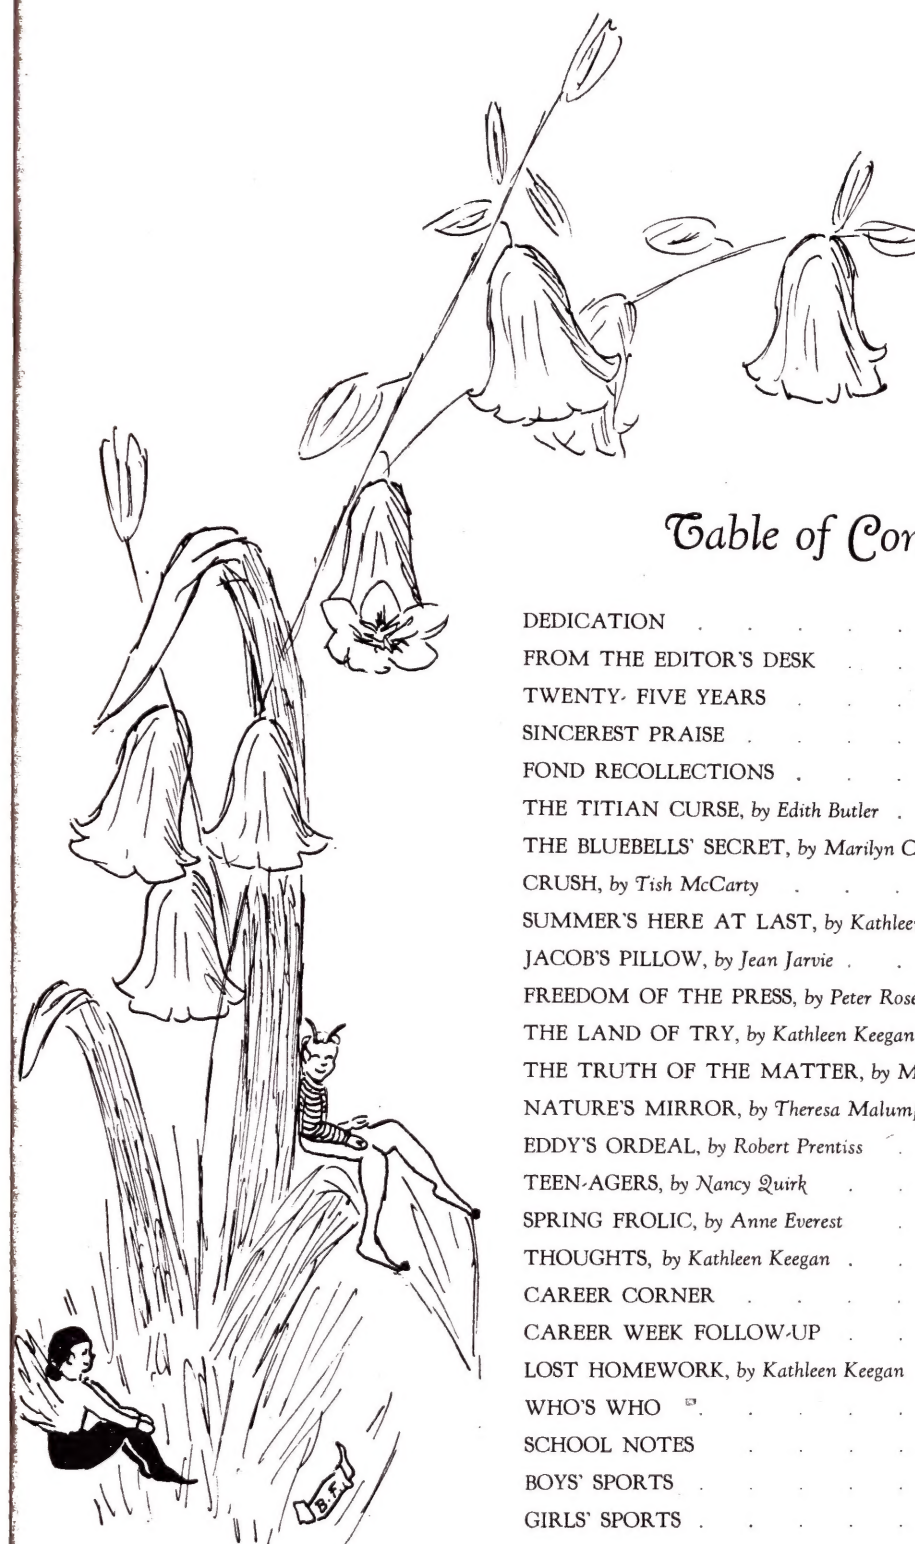 Table of
DEDICATION . . . . .
FROM THE EDITOR'S DESK . .
TWENTY-FIVE YEARS . . .
SINCEREST PRAISE . . . .
FOND RECOLLECTIONS . . .
THE TITIAN CURSE, by Edith Butler .
THE BLUEBELLS' SECRET, by Marilyn
CRUSH, by Tish McCarty . . .
SUMMER'S HERE AT LAST, by
JACOB'S PILLOW, by Jean Jarvie . .
FREEDOM OF THE PRESS, by Peter
THE LAND OF TRY, by Kathleen Keegan
THE TRUTH OF THE MATTER, by
NATURE'S MIRROR, by Theresa
EDDY'S ORDEAL, by Robert Prentiss .
TEEN-AGERS, by Nancy Quirk . .
SPRING FROLIC, by Anne Everest .
THOUGHTS, by Kathleen Keegan . .
CAREER CORNER . . . .
CAREER WEEK FOLLOW-UP . .
LOST HOMEWORK, by Kathleen Keegan
WHO'S WHO . . . . .
SCHOOL NOTES . . . .
BOYS' SPORTS . . . . .
GIRLS' SPORTS . . . . .
B.F.